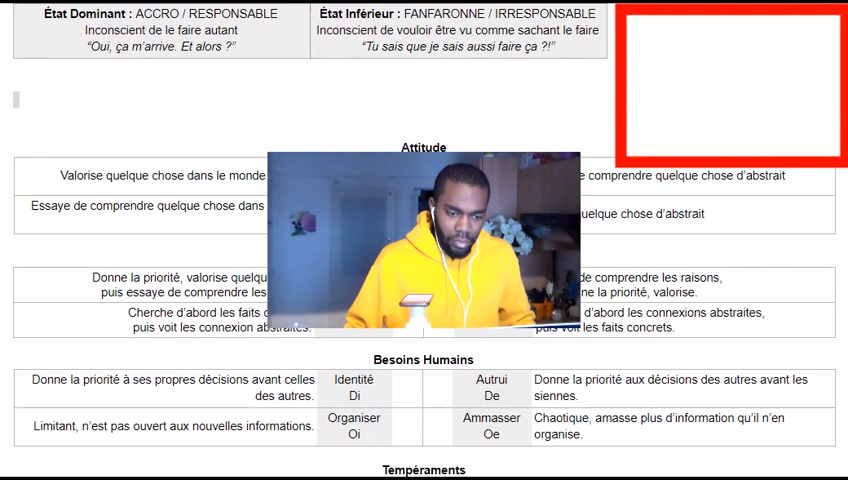 État Dominant : ACCRO / RESPONSABLE
Inconscient de le faire autant
“Oui, ça m’arrive. Et alors ?”
État Inférieur : FANFARONNE / IRRESPONSABLE
Inconscient de vouloir être vu comme sachant le faire
“Tu sais que je sais aussi faire ça ?!”
Attitude
Valorise quelque chose dans le monde
comprendre quelque chose d’abstrait
Essaye de comprendre quelque chose dans
quelque chose d’abstrait
Donne la priorité, valorise
puis essaye de comprendre les
de comprendre les raisons,
la priorité, valorise.
Cherche d’abord les faits
puis voit les connexion abstraites.
d’abord les connexions abstraites,
puis voit les faits concrets.
Besoins Humains
Donne la priorité à ses propres décisions avant celles
des autres.
Identité
Di
Autrui
De
Donne la priorité aux décisions des autres avant les
siennes.
Limitant, n’est pas ouvert aux nouvelles informations.
Organiser
Oi
Ammasser
Oe
Chaotique, amasse plus d’information qu’il n’en
organise.
Tempéraments